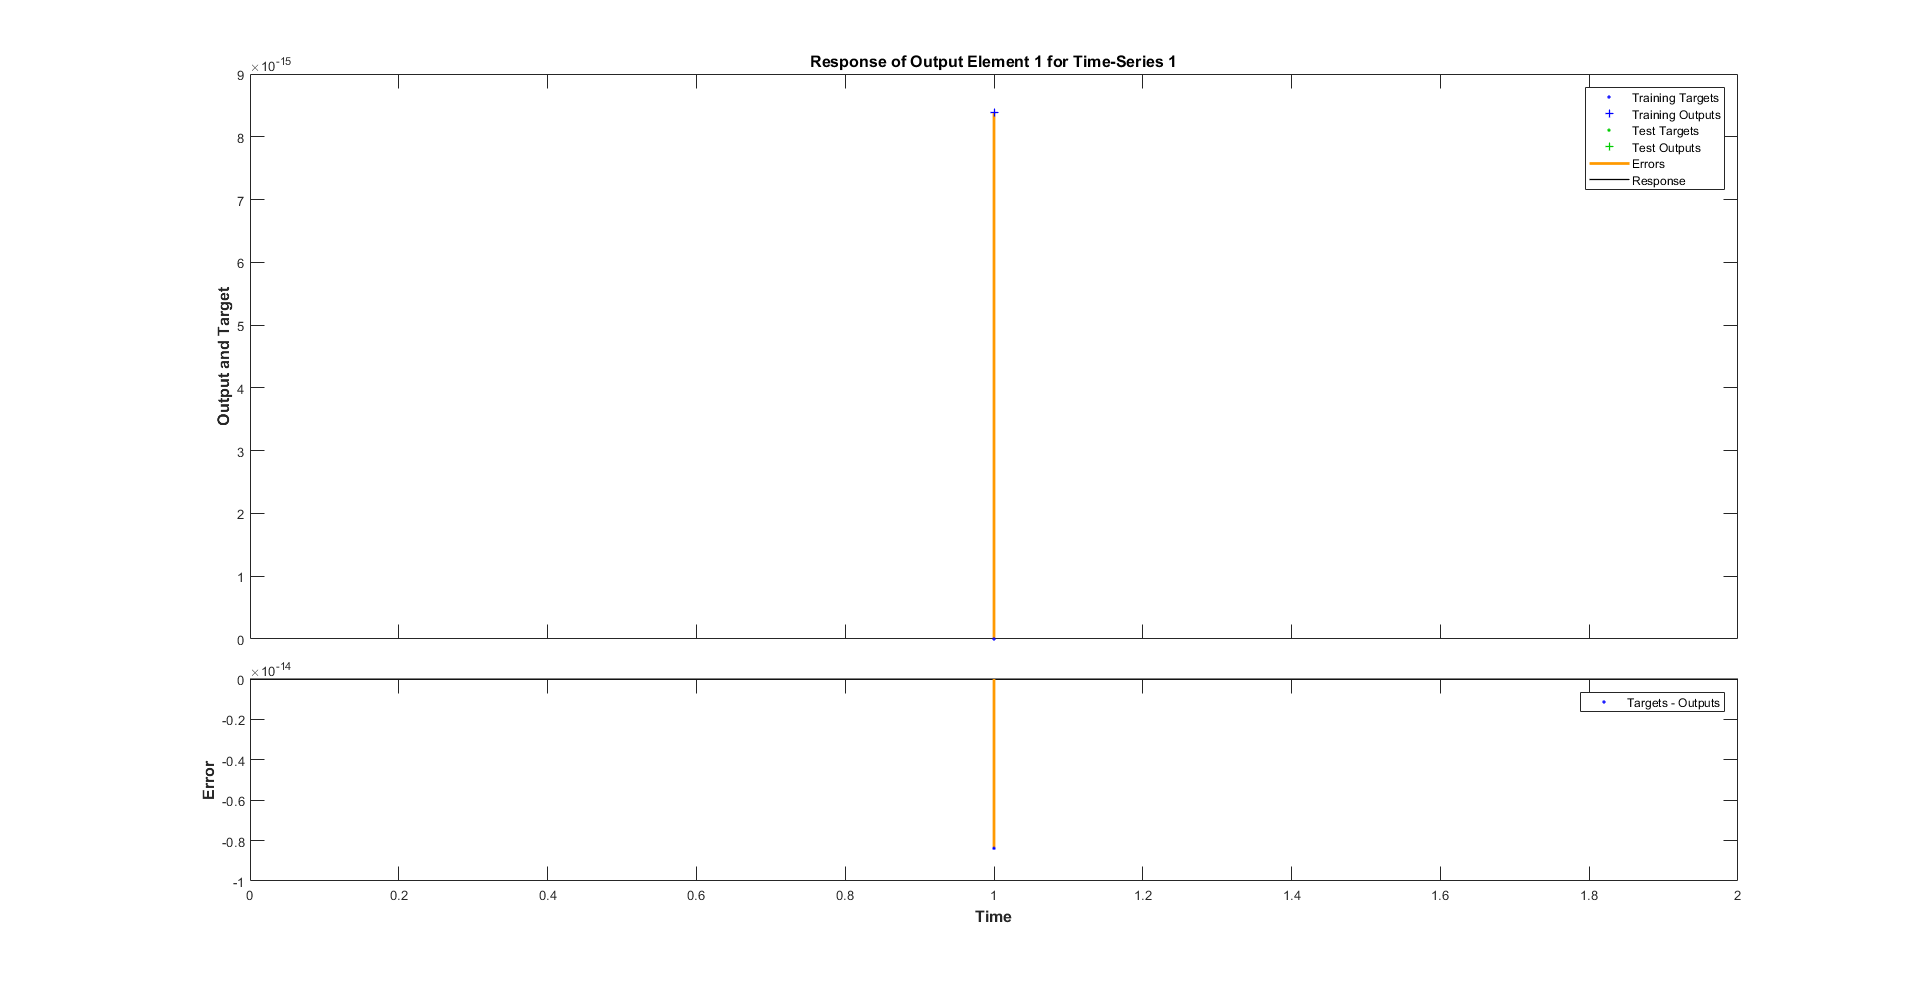 Response of Output Element 1 for Time-Series 1
×10-15
9
8
7
6
5
4
3
2
1
0
Output and Target
Training Targets
Training Outputs
Test Targets
Test Outputs
Errors
Response
×10-14
0
-0.2
-0.4
-0.6
-0.8
-1
Error
Targets - Outputs
0 0.2 0.4 0.6 0.8 1 1.2 1.4 1.6 1.8 2
Time